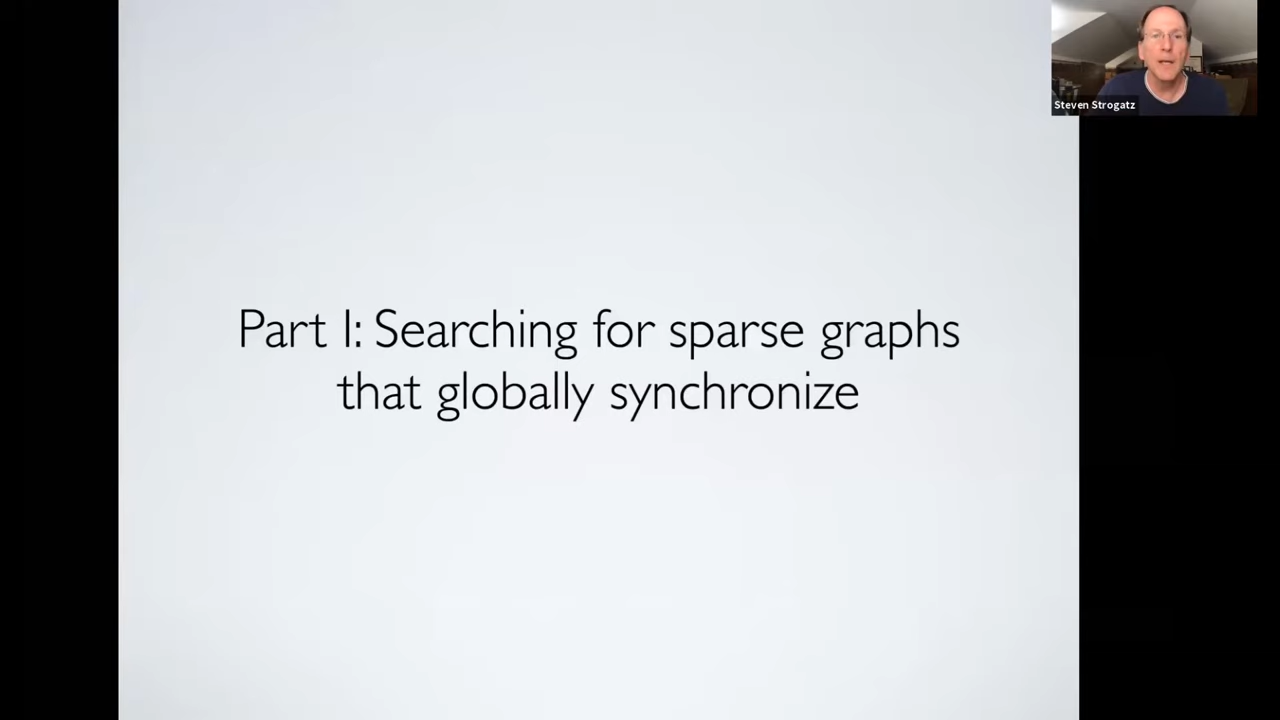 Steven Strogatz
Part I: Searching for sparse graphs
that globally synchronize